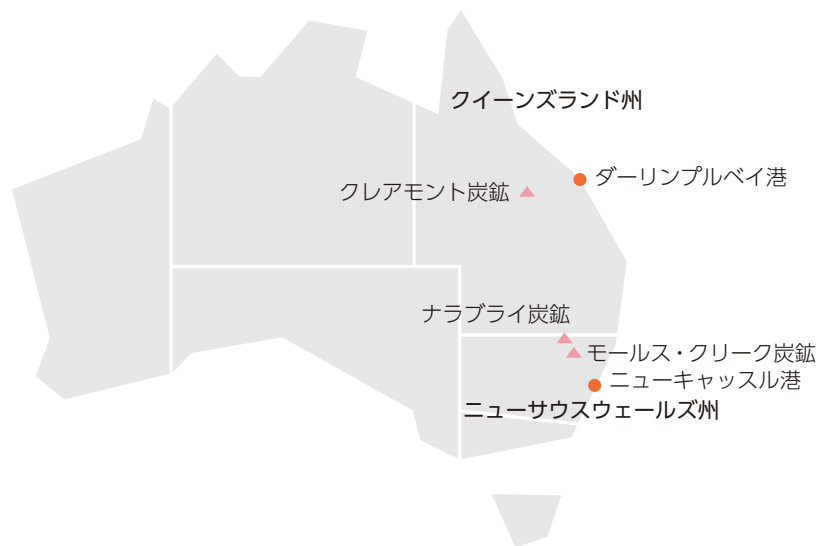 クイーンズランド州
ダーリンプルベイ港
クレアモント炭鉱
ナラブライ炭鉱
モールス・クリーク炭鉱
ニューキャッスル港
ニューサウスウェールズ州